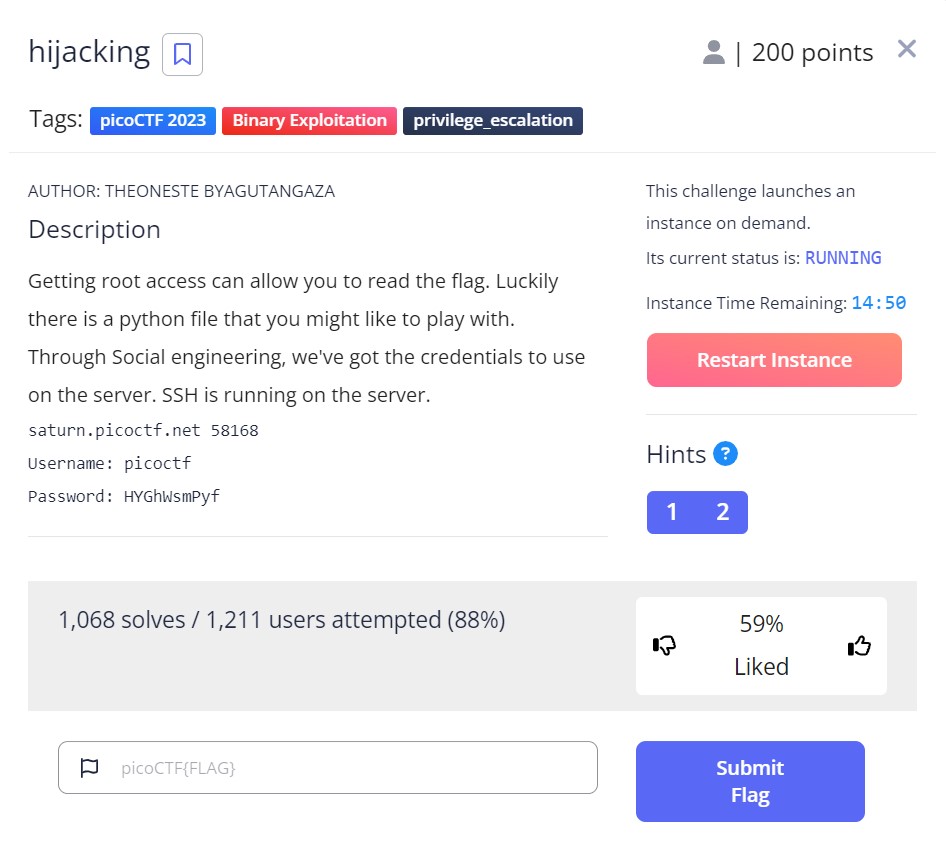 hijacking
| 200 points
Tags: picoCTF 2023 Binary Exploitation privilege_escalation
AUTHOR: THEONESTE BYAGUTANGAZA
Description
Getting root access can allow you to read the flag. Luckily
there is a python file that you might like to play with.
Through Social engineering, we've got the credentials to use
on the server. SSH is running on the server.
saturn.picoctf.net 58168
Username: picoctf
Password: HYGhWsmPyf
This challenge launches an
instance on demand.
Its current status is: RUNNING
Instance Time Remaining: 14:50
Restart Instance
Hints ?
1 2
1,068 solves / 1,211 users attempted (88%)
59%
Liked
picoCTF{FLAG}
Submit
Flag